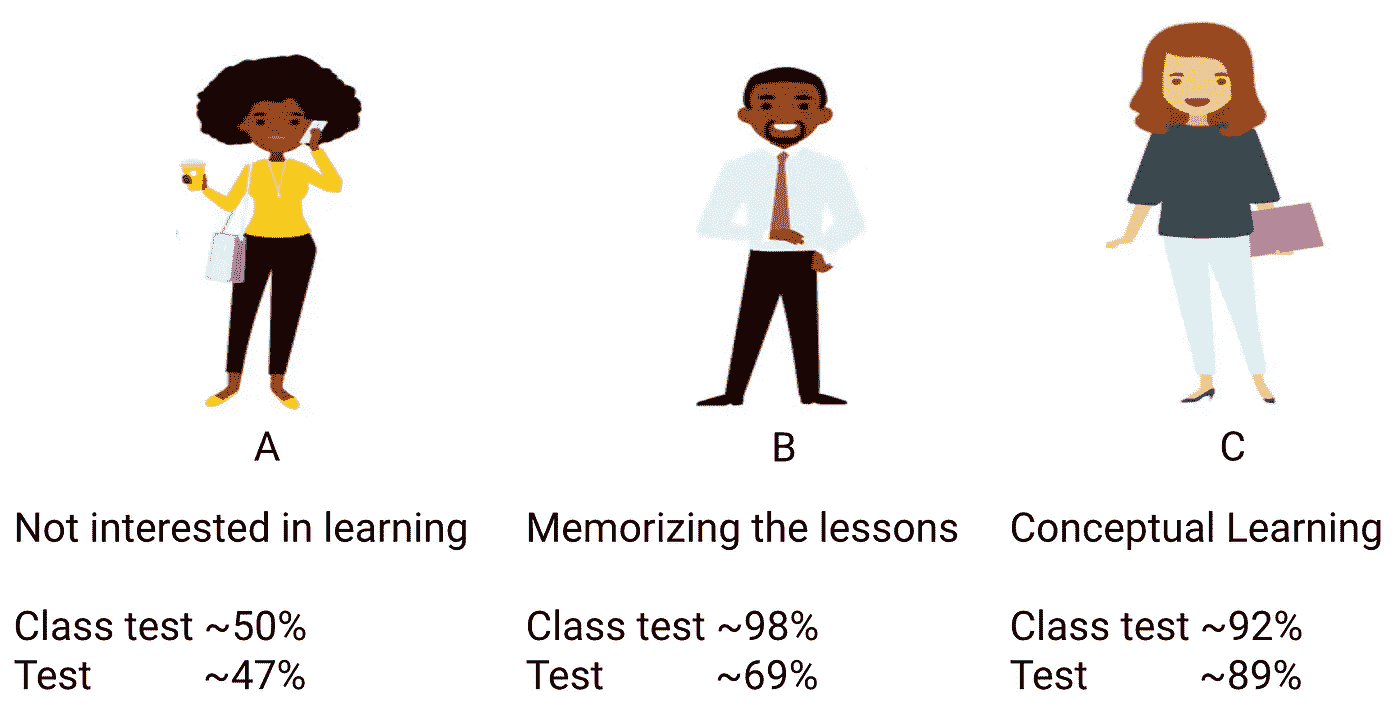 A
B
C
Not interested in learning
Memorizing the lessons
Conceptual Learning
Class test ~50%
Test ~47%
Class test ~98%
Test ~69%
Class test ~92%
Test ~89%